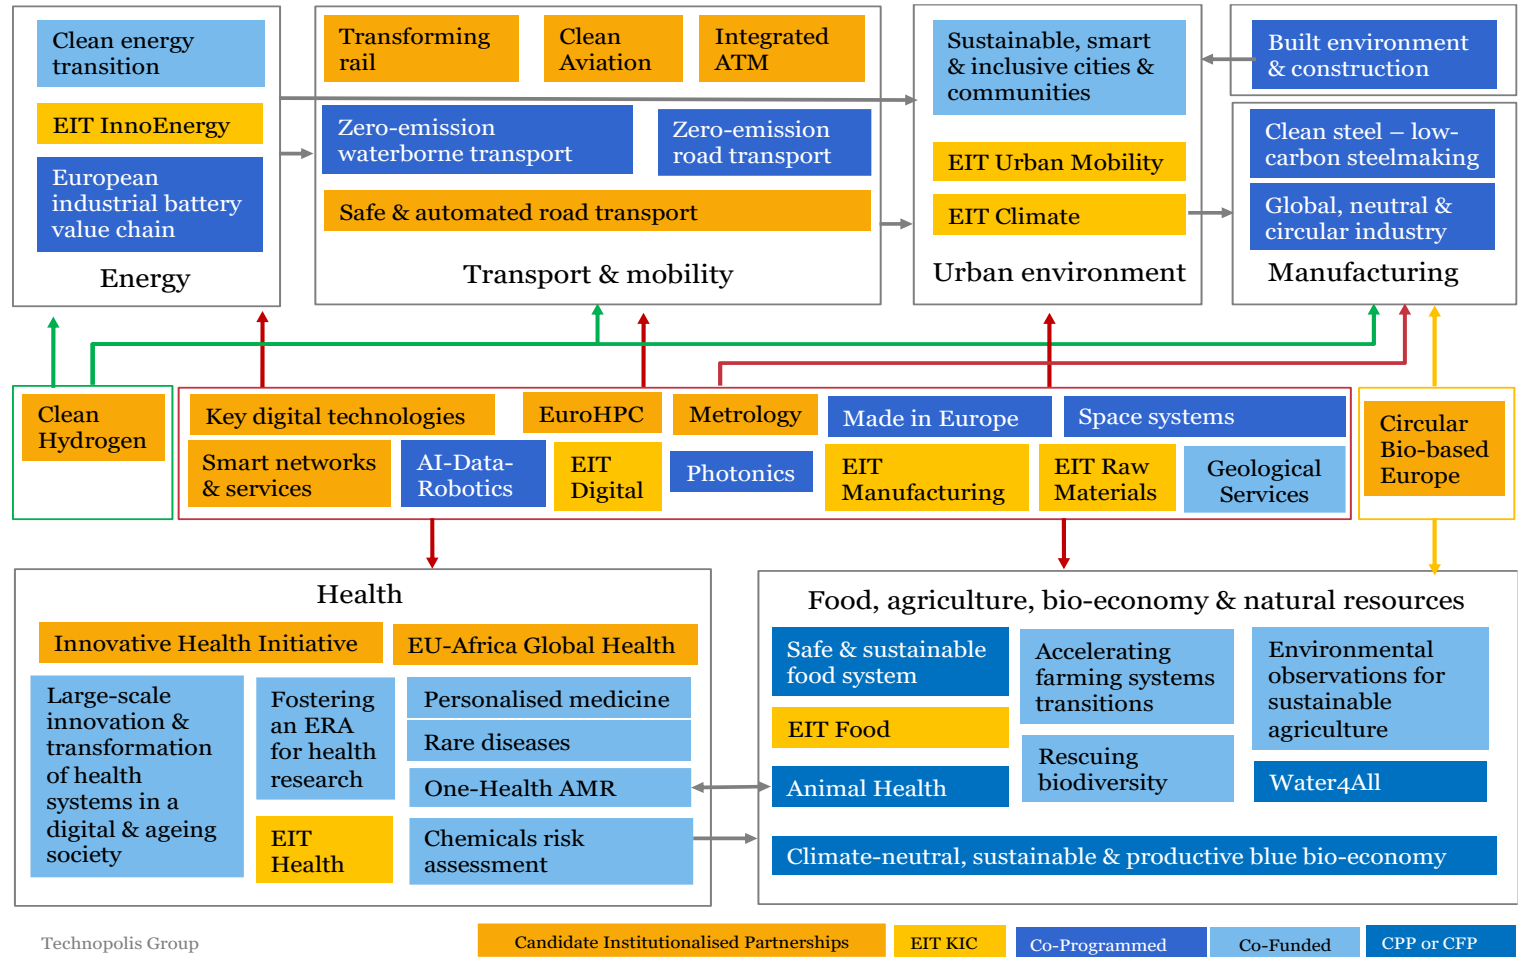 Clean energy
transition
EIT InnoEnergy
European
industrial battery
value chain
Energy
Transforming
rail
Clean
Aviation
Integrated
ATM
Zero-emission
waterborne transport
Zero-emission
road transport
Safe & automated road transport
Transport & mobility
Sustainable, smart
& inclusive cities &
communities
EIT Urban Mobility
EIT Climate
Urban environment
Built environment
& construction
Clean steel – low-
carbon steelmaking
Global, neutral &
circular industry
Manufacturing
Clean
Hydrogen
Key digital technologies
EuroHPC
Metrology
Made in Europe
Space systems
Smart networks
& services
AI-Data-
Robotics
EIT
Digital
Photonics
EIT
Manufacturing
EIT Raw
Materials
Geological
Services
Circular
Bio-based
Europe
Health
Innovative Health Initiative
EU-Africa Global Health
Large-scale
innovation &
transformation
of health
systems in a
digital & ageing
society
Fostering
an ERA
for health
research
EIT
Health
Personalised medicine
Rare diseases
One-Health AMR
Chemicals risk
assessment
Food, agriculture, bio-economy & natural resources
Safe & sustainable
food system
EIT Food
Animal Health
Accelerating
farming systems
transitions
Rescuing
biodiversity
Environmental
observations for
sustainable
agriculture
Water4All
Climate-neutral, sustainable & productive blue bio-economy
Technopolis Group
Candidate Institutionalised Partnerships
EIT KIC
Co-Programmed
Co-Funded
CPP or CFP